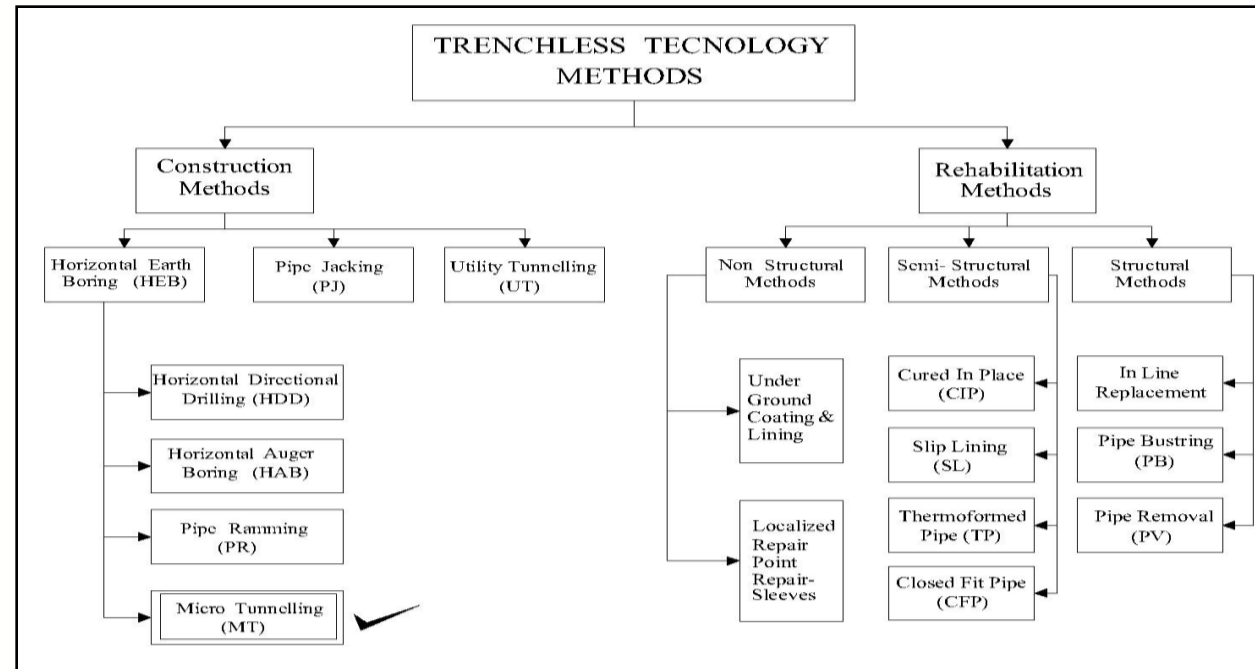 TRENCHLESS TECNOLOGY
METHODS
Construction
Methods
Rehabilitation
Methods
Horizontal Earth
Boring (HEB)
Pipe Jacking
(PJ)
Utility Tunnelling
(UT)
Non Structural
Methods
Semi- Structural
Methods
Structural
Methods
Horizontal Directional
Drilling (HDD)
Horizontal Auger
Boring (HAB)
Pipe Ramming
(PR)
Micro Tunnelling
(MT)
Under
Ground
Coating &
Lining
Localized
Repair
Point
Repair-
Sleeves
Cured In Place
(CIP)
Slip Lining
(SL)
Thermoformed
Pipe (TP)
Closed Fit Pipe
(CFP)
In Line
Replacement
Pipe Bustring
(PB)
Pipe Removal
(PV)